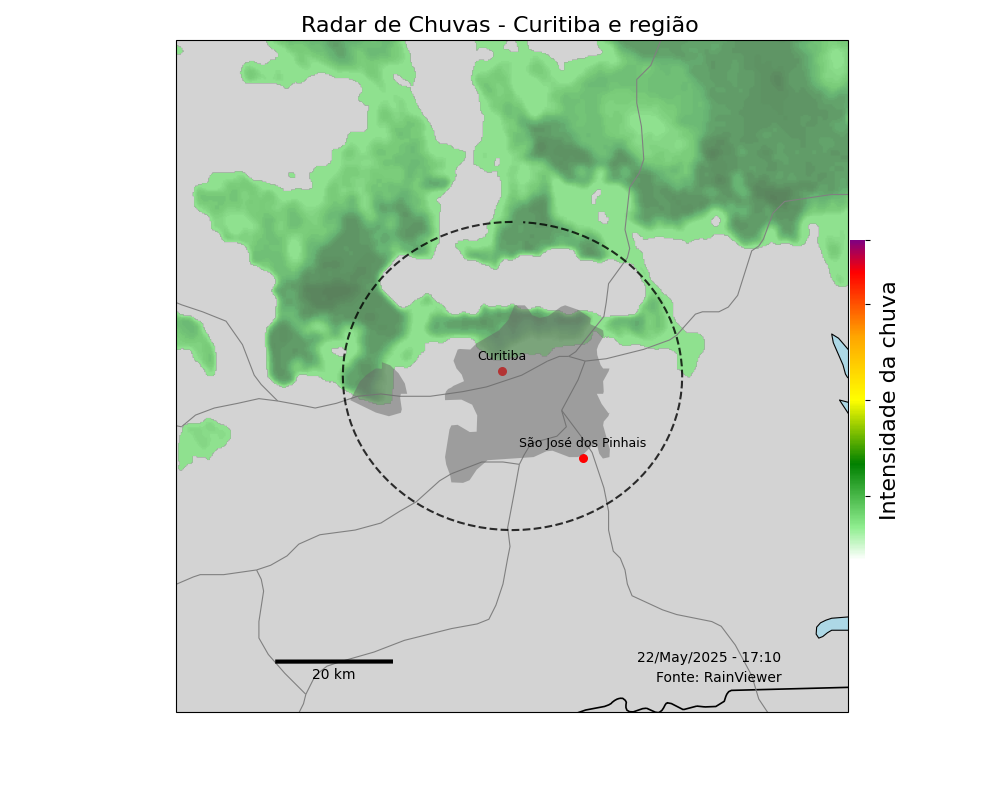 Radar de Chuvas - Curitiba e região
Curitiba
São José dos Pinhais
Intensidade da chuva
20 km
22/May/2025 - 17:10
Fonte: RainViewer